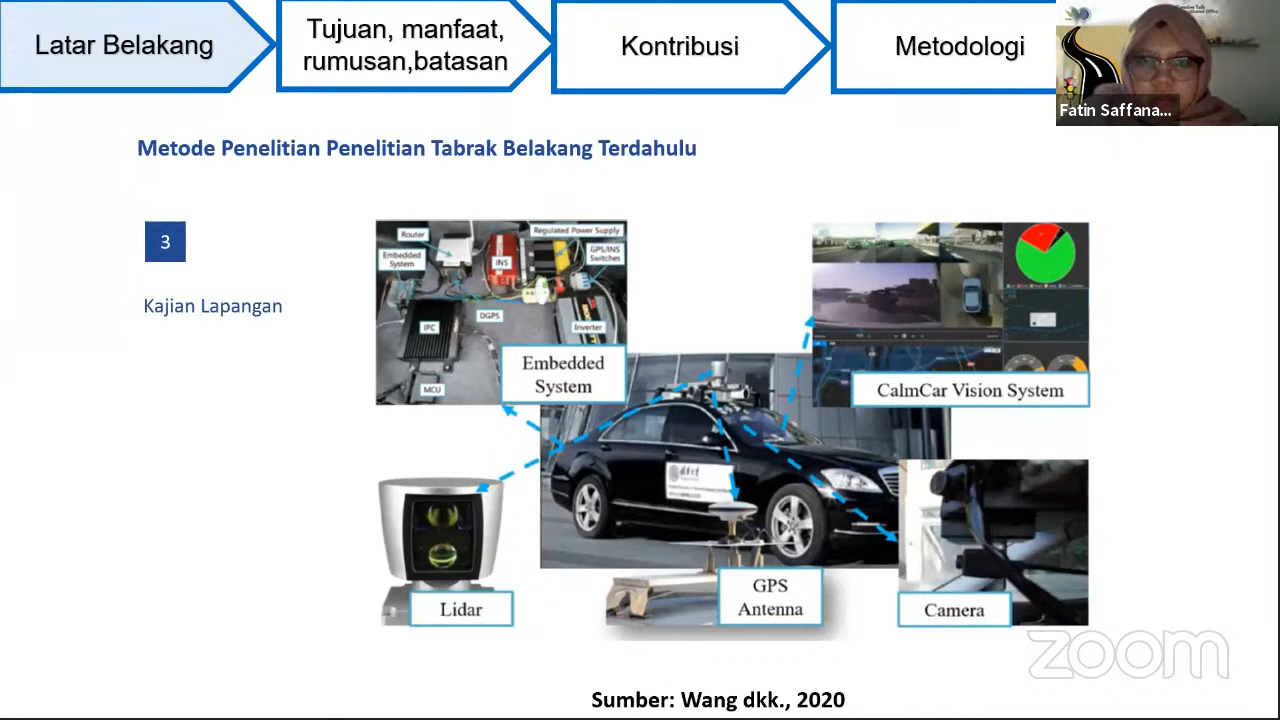 Latar Belakang
Tujuan, manfaat,
rumusan,batasan
Kontribusi
Metodologi
Fatin Saffana...
Metode Penelitian Penelitian Tabrak Belakang Terdahulu
3
Kajian Lapangan
Router
Regulated Power Supply
Embedded
System
INS
GPS/INS
Switches
IPC
DGPS
Inverter
MCU
Embedded
System
CalmCar Vision System
Lidar
GPS
Antenna
Camera
zoom
Sumber: Wang dkk., 2020